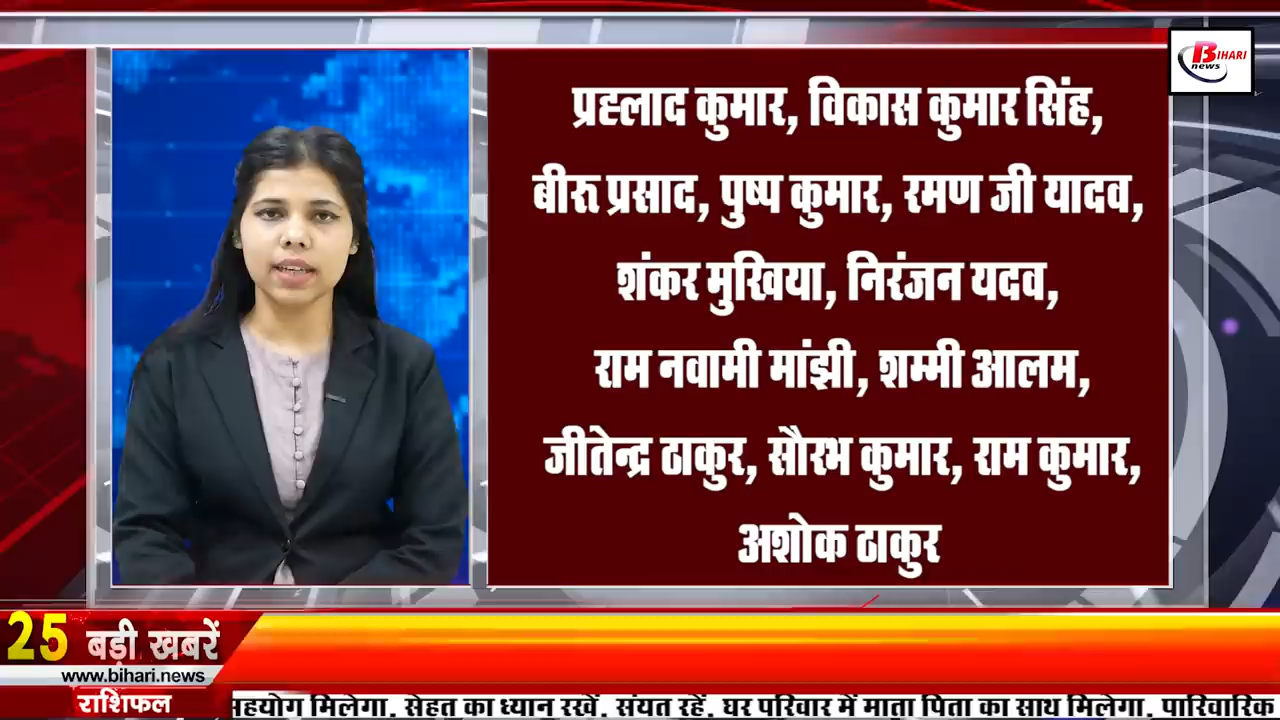 BIHARI
news
प्रह्लाद कुमार, विकास कुमार सिंह,
बीरू प्रसाद, पुष्प कुमार, रमण जी यादव,
शंकर मुखिया, निरंजन यदव,
राम नवामी मांझी, शम्मी आलम,
जीतेन्द्र ठाकुर, सौरभ कुमार, राम कुमार,
अशोक ठाकुर
25 बड़ी खबरें
www.bihari.news
राशिफल
सहयोग मिलेगा. सेहत का ध्यान रखें. संयत रहें. घर परिवार में माता पिता का साथ मिलेगा. पारिवारिक